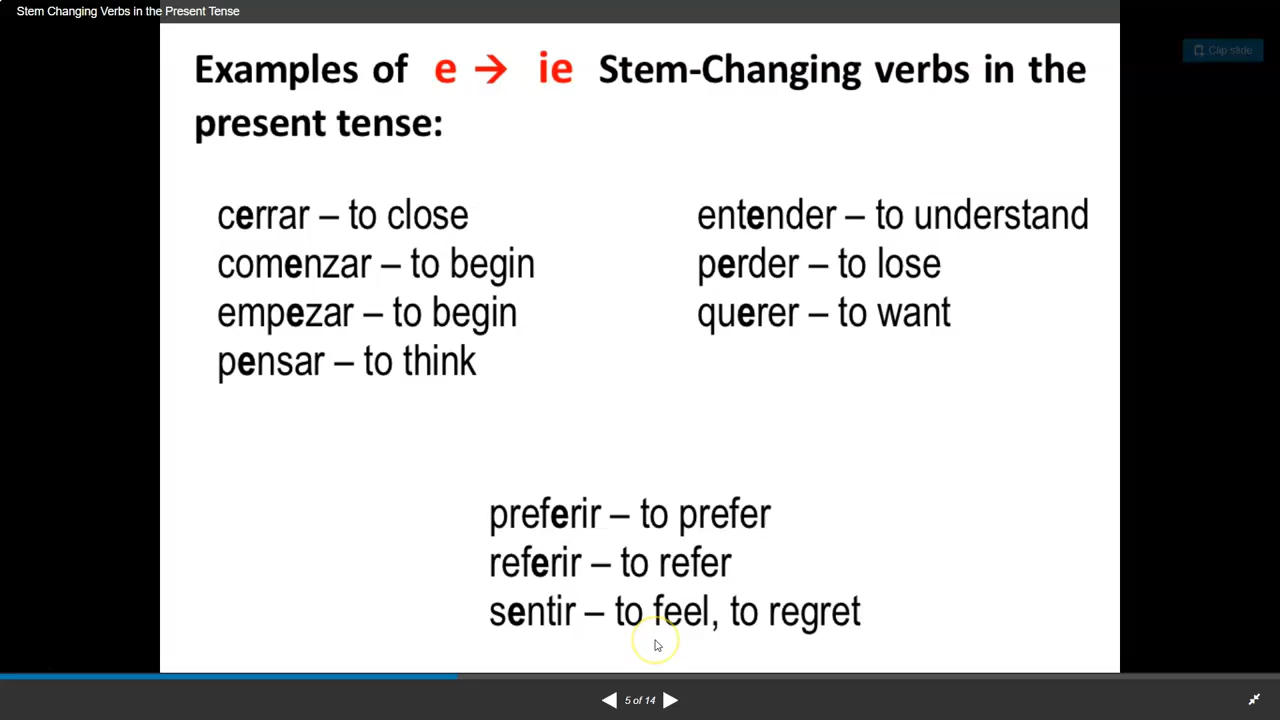 Stem Changing Verbs in the Present Tense
Clip slide
Examples of e → ie Stem-Changing verbs in the
present tense:
cerrar – to close
comenzar – to begin
empezar – to begin
pensar – to think
entender – to understand
perder – to lose
querer – to want
preferir – to prefer
referir – to refer
sentir – to feel, to regret
5 of 14